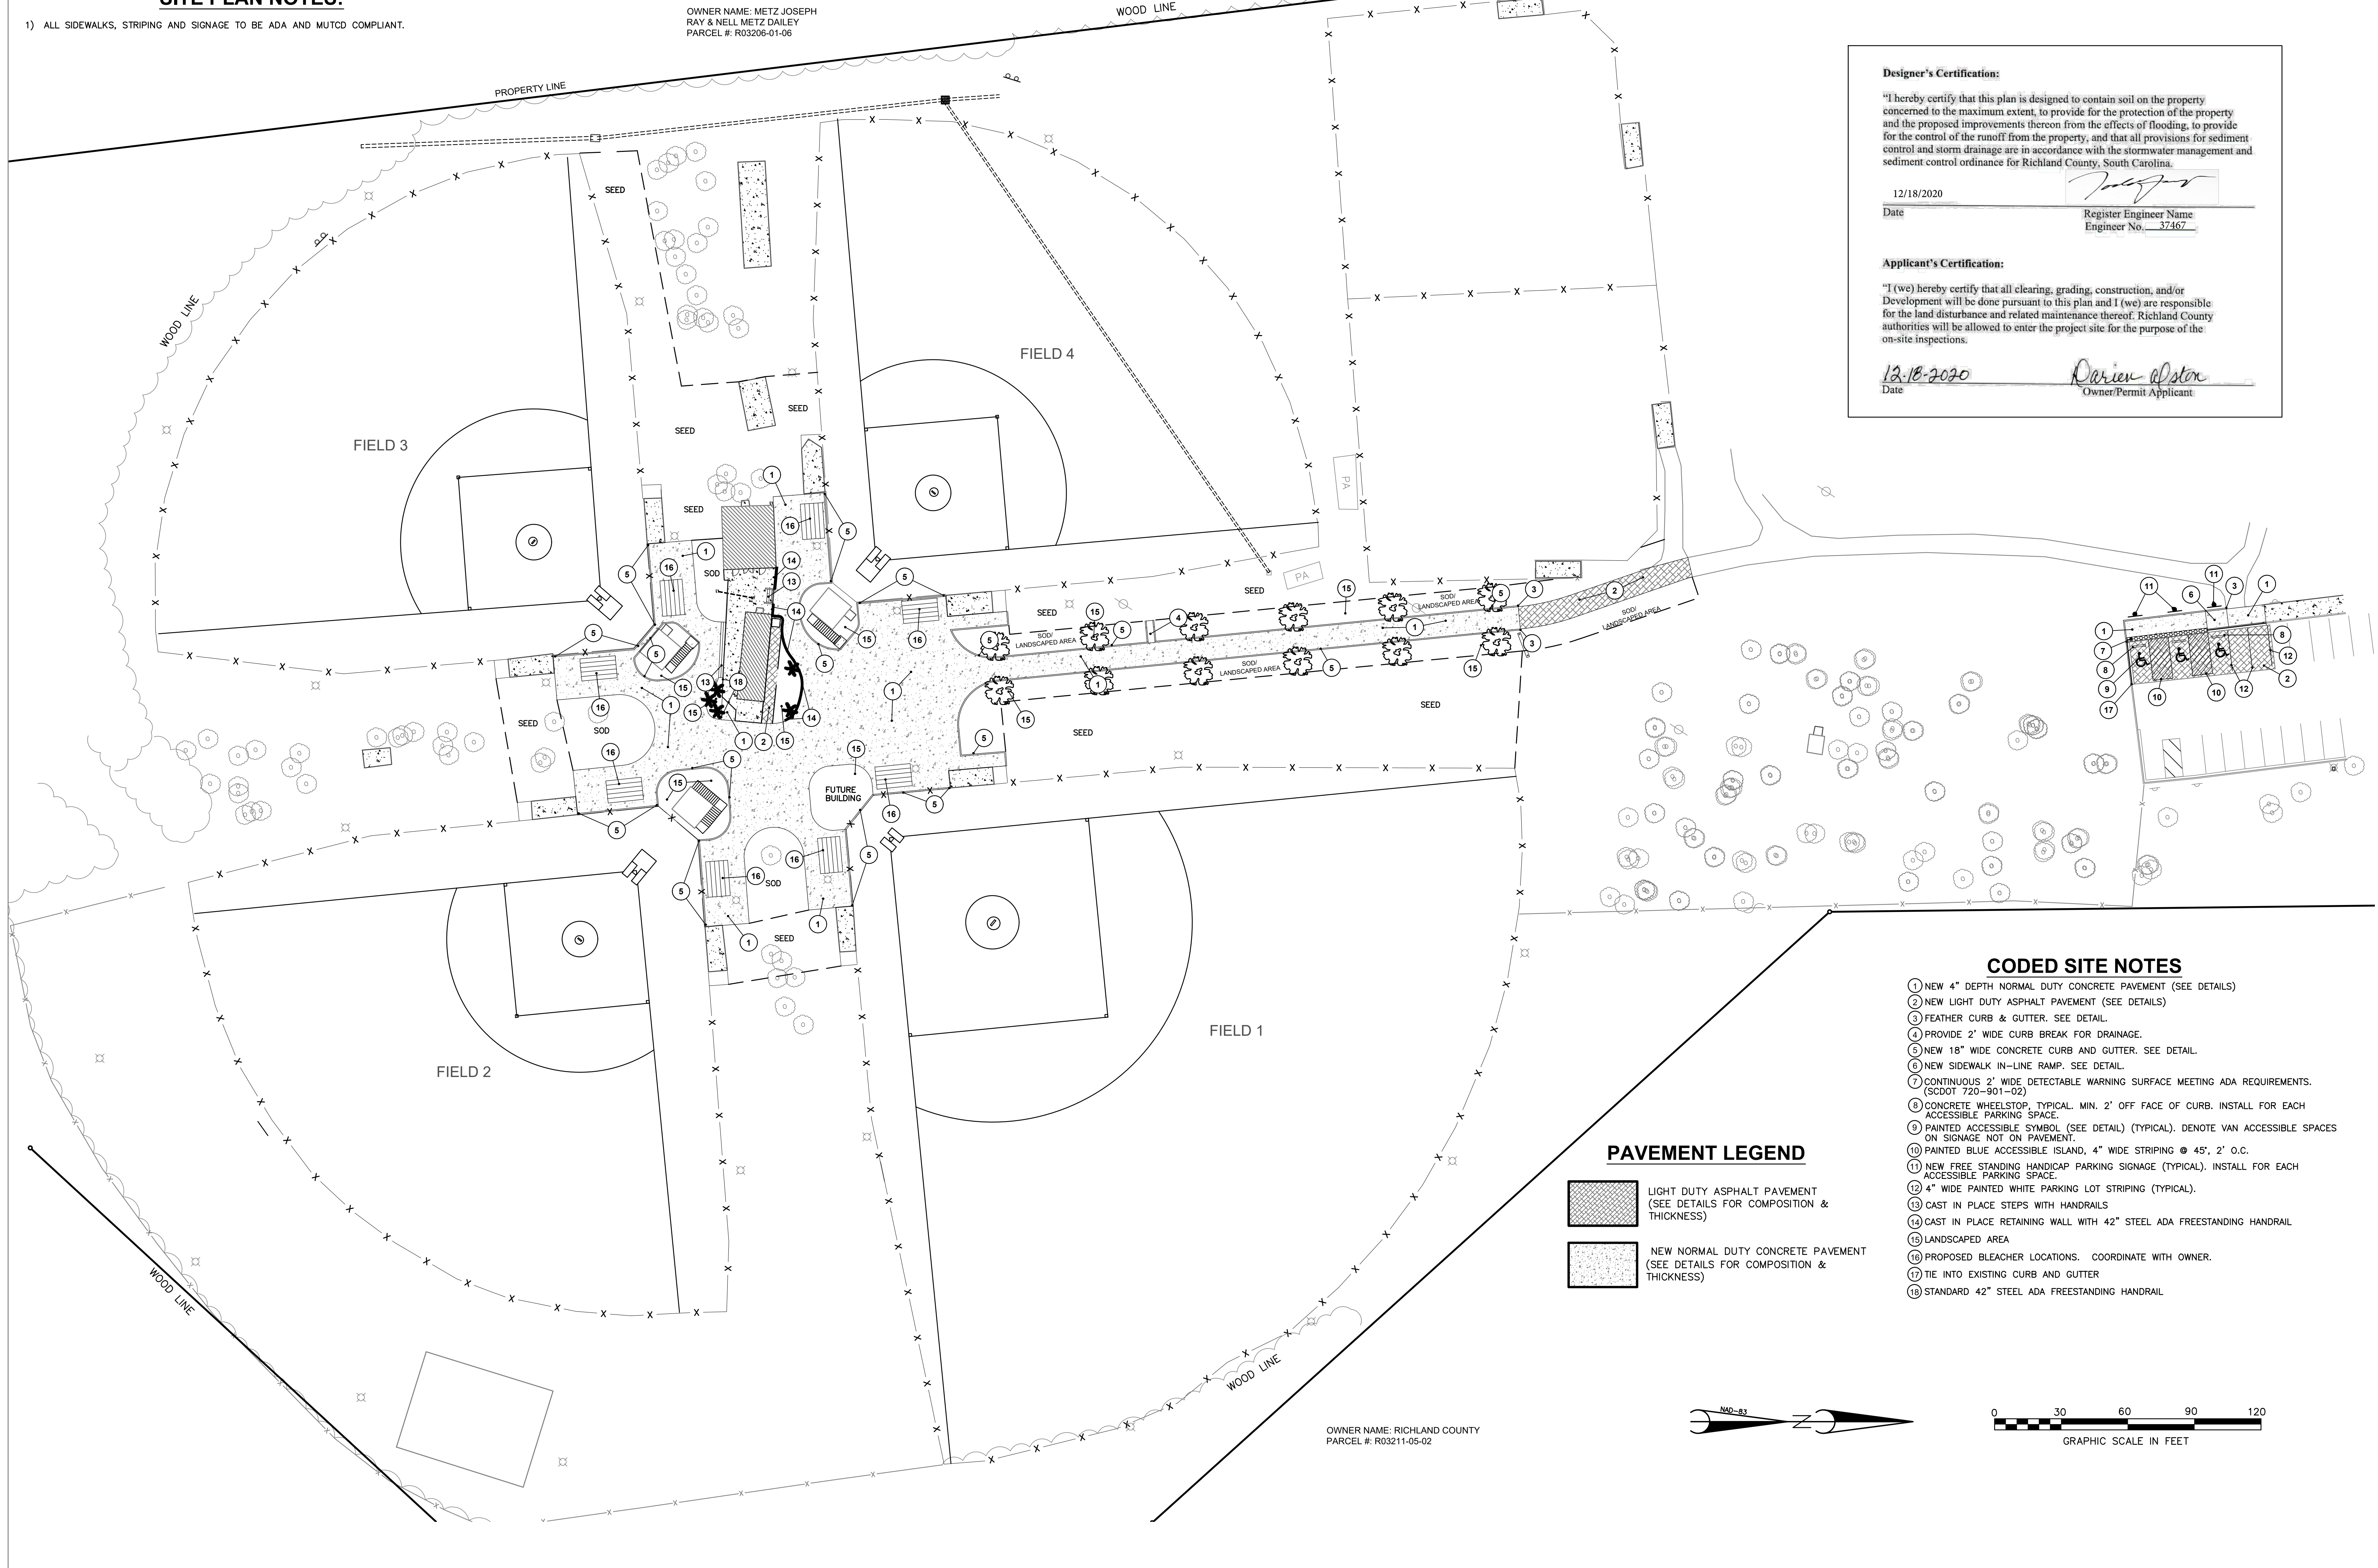 SITE PLAN NOTES:
1) ALL SIDEWALKS, STRIPING AND SIGNAGE TO BE ADA AND MUTCD COMPLIANT.
OWNER NAME: METZ JOSEPH
RAY & NELL METZ DAILEY
PARCEL #: R03206-01-06
WOOD LINE
PROPERTY LINE
WOOD LINE
SEED
FIELD 4
FIELD 3
SEED
SEED
SEED
SOD
SEED
SEED
PA
PA
SOD/
LANDSCAPED AREA
SOD/
LANDSCAPED AREA
SOD/
LANDSCAPED AREA
SOD/
LANDSCAPED AREA
SEED
SEED
SEED
SOD
FUTURE
BUILDING
SOD
SEED
FIELD 2
FIELD 1
WOOD LINE
WOOD LINE
Designer's Certification:
"I hereby certify that this plan is designed to contain soil on the property
concerned to the maximum extent, to provide for the protection of the property
and the proposed improvements thereon from the effects of flooding, to provide
for the control of the runoff from the property, and that all provisions for sediment
control and storm drainage are in accordance with the stormwater management and
sediment control ordinance for Richland County, South Carolina.
12/18/2020
Date
Register Engineer Name
Engineer No. 37467
Applicant's Certification:
"I (we) hereby certify that all clearing, grading, construction, and/or
Development will be done pursuant to this plan and I (we) are responsible
for the land disturbance and related maintenance thereof. Richland County
authorities will be allowed to enter the project site for the purpose of the
on-site inspections.
12-18-2020 Darien Alston
Date Owner/Permit Applicant
CODED SITE NOTES
1 NEW 4" DEPTH NORMAL DUTY CONCRETE PAVEMENT (SEE DETAILS)
2 NEW LIGHT DUTY ASPHALT PAVEMENT (SEE DETAILS)
3 FEATHER CURB & GUTTER. SEE DETAIL.
4 PROVIDE 2' WIDE CURB BREAK FOR DRAINAGE.
5 NEW 18" WIDE CONCRETE CURB AND GUTTER. SEE DETAIL.
6 NEW SIDEWALK IN-LINE RAMP. SEE DETAIL.
7 CONTINUOUS 2' WIDE DETECTABLE WARNING SURFACE MEETING ADA REQUIREMENTS.
(SCDOT 720-901-02)
8 CONCRETE WHEELSTOP, TYPICAL. MIN. 2' OFF FACE OF CURB. INSTALL FOR EACH
ACCESSIBLE PARKING SPACE.
9 PAINTED ACCESSIBLE SYMBOL (SEE DETAIL) (TYPICAL). DENOTE VAN ACCESSIBLE SPACES
ON SIGNAGE NOT ON PAVEMENT.
10 PAINTED BLUE ACCESSIBLE ISLAND, 4" WIDE STRIPING @ 45°, 2' O.C.
11 NEW FREE STANDING HANDICAP PARKING SIGNAGE (TYPICAL). INSTALL FOR EACH
ACCESSIBLE PARKING SPACE.
12 4" WIDE PAINTED WHITE PARKING LOT STRIPING (TYPICAL).
13 CAST IN PLACE STEPS WITH HANDRAILS
14 CAST IN PLACE RETAINING WALL WITH 42" STEEL ADA FREESTANDING HANDRAIL
15 LANDSCAPED AREA
16 PROPOSED BLEACHER LOCATIONS. COORDINATE WITH OWNER.
17 TIE INTO EXISTING CURB AND GUTTER
18 STANDARD 42" STEEL ADA FREESTANDING HANDRAIL
PAVEMENT LEGEND
LIGHT DUTY ASPHALT PAVEMENT
(SEE DETAILS FOR COMPOSITION &
THICKNESS)
NEW NORMAL DUTY CONCRETE PAVEMENT
(SEE DETAILS FOR COMPOSITION &
THICKNESS)
OWNER NAME: RICHLAND COUNTY
PARCEL #: R03211-05-02
NAD-83
0 30 60 90 120
GRAPHIC SCALE IN FEET